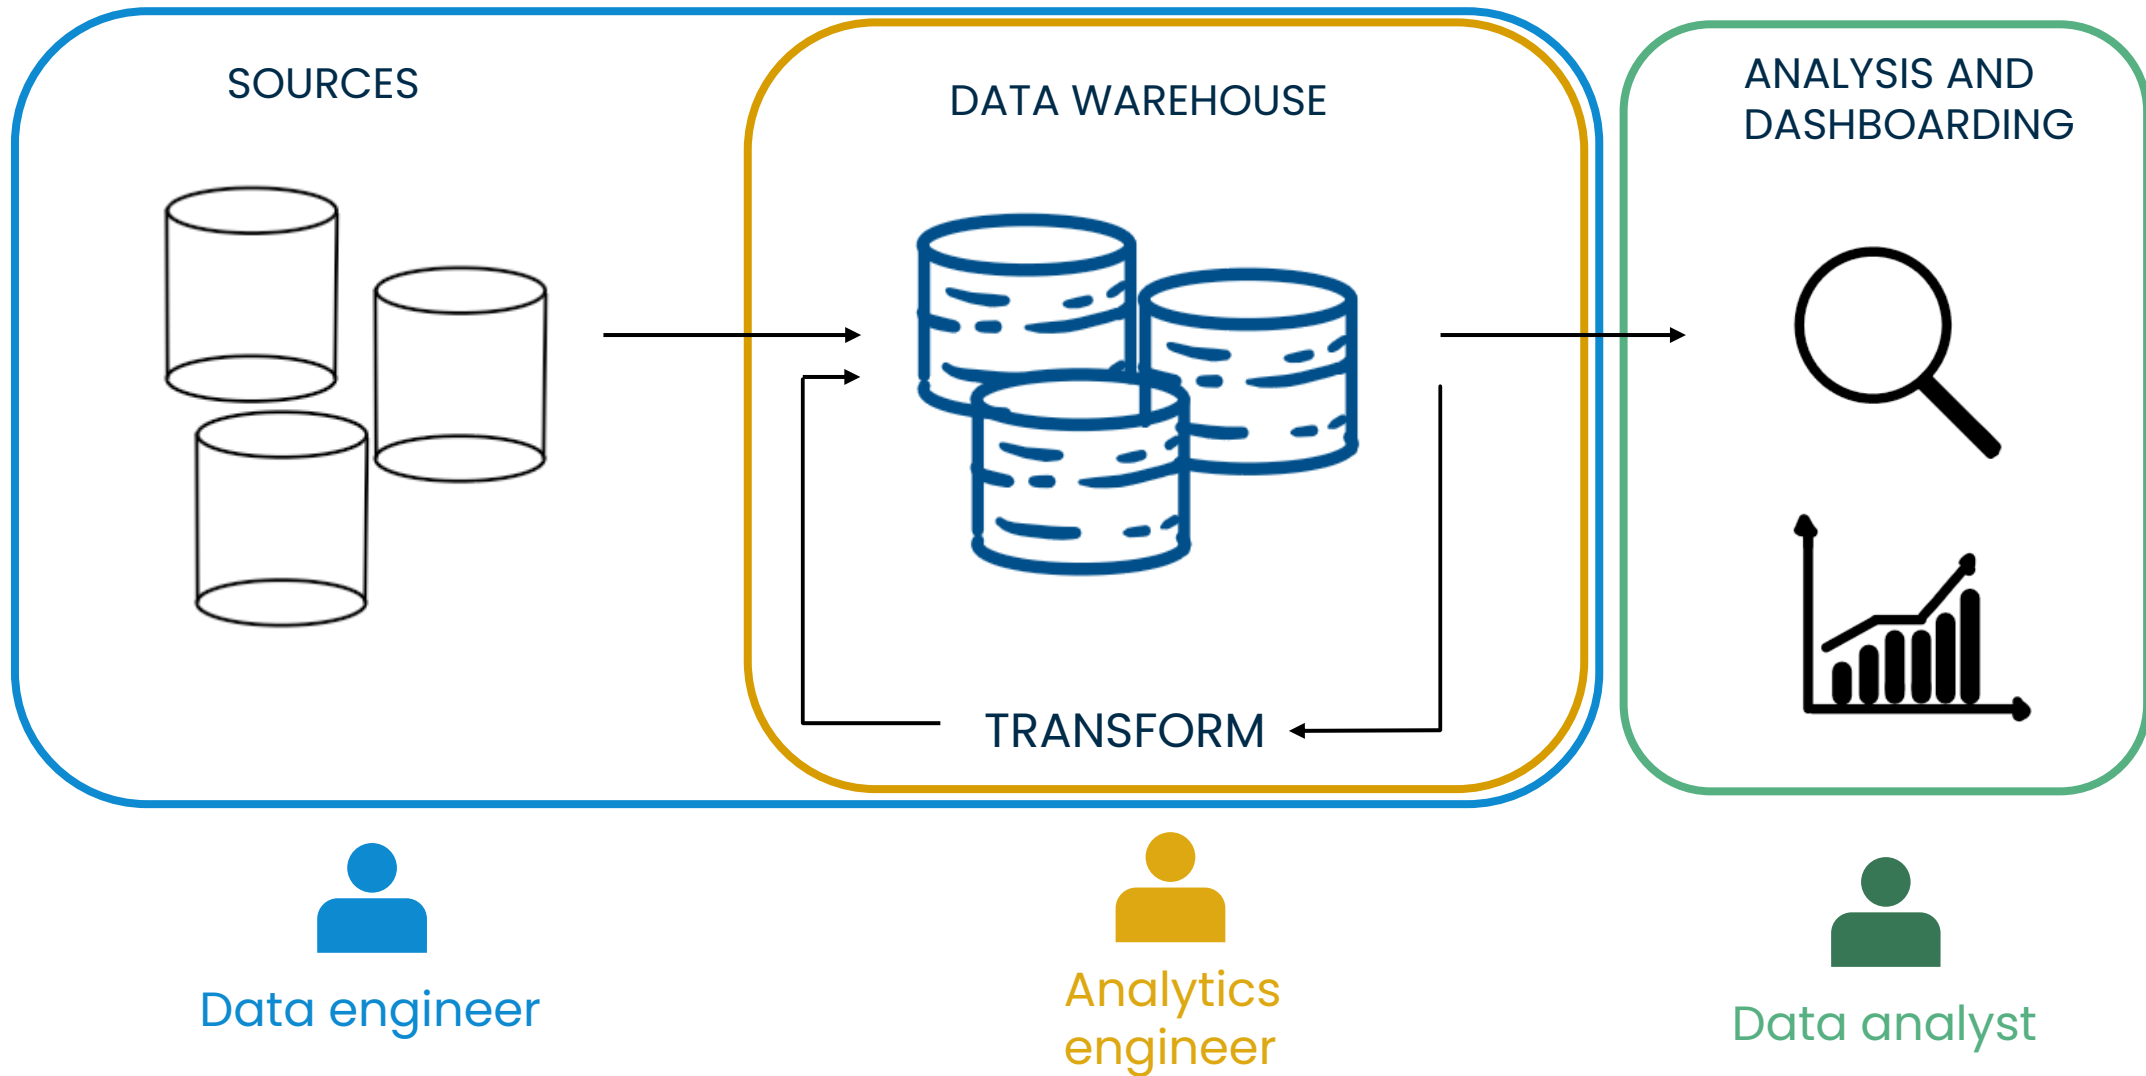 SOURCES
DATA WAREHOUSE
ANALYSIS AND
DASHBOARDING
TRANSFORM
Data engineer
Analytics
engineer
Data analyst